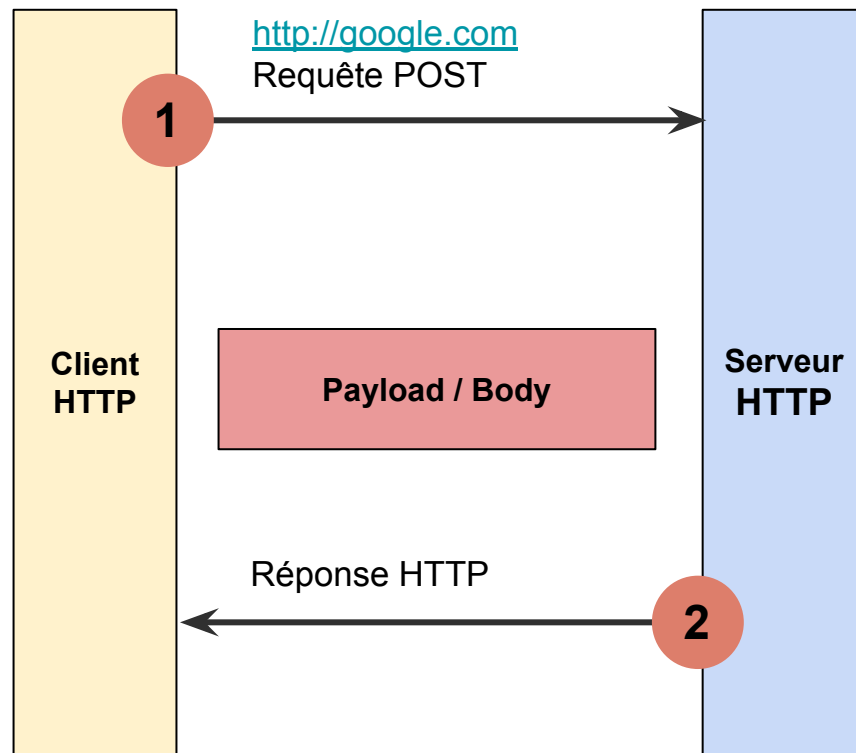 http://google.com
Requête POST
1
Client
HTTP
Payload / Body
Serveur
HTTP
Réponse HTTP
2